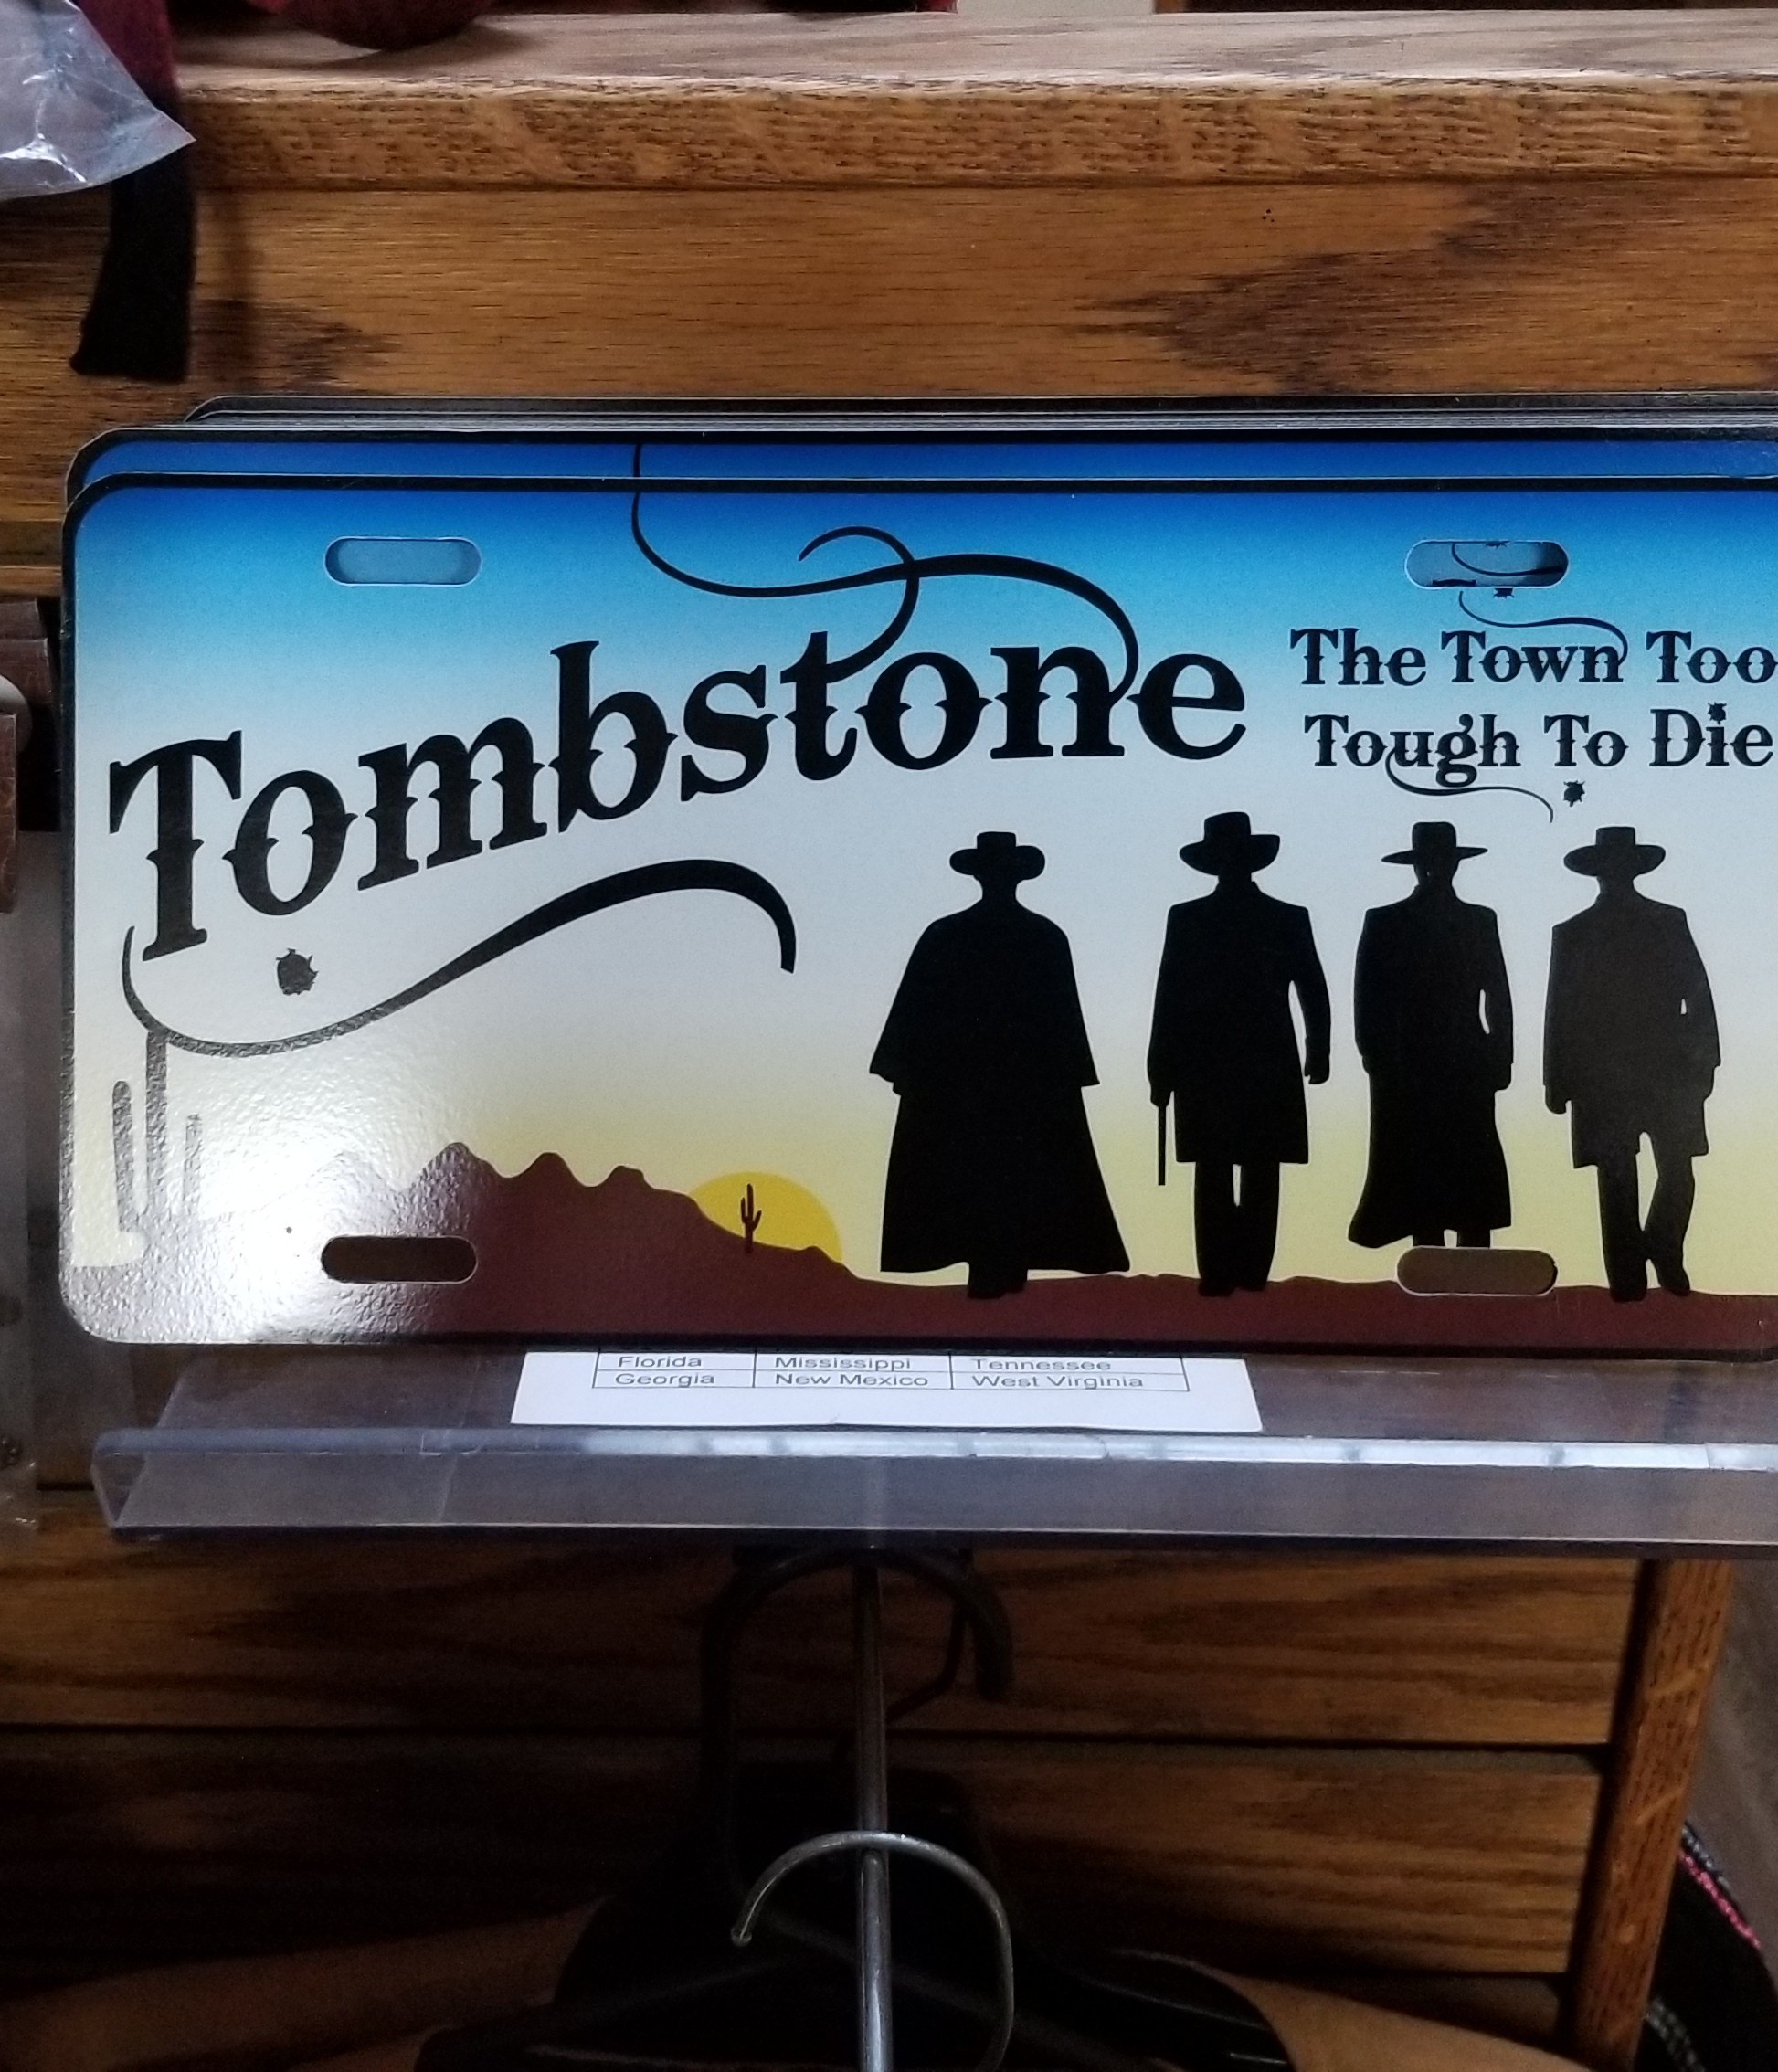 Tombstone
The Town Too
Tough To Die
Florida Mississippi Tennessee
Georgia New Mexico West Virginia